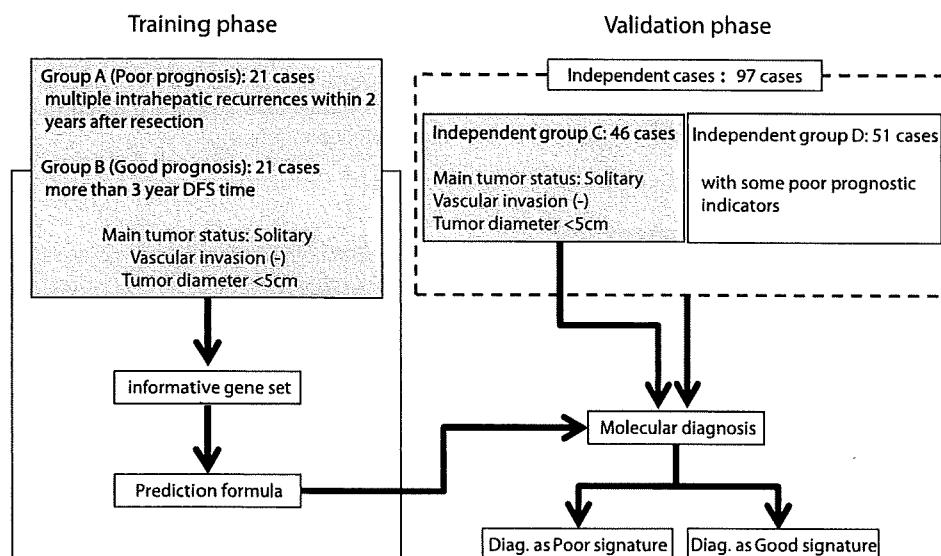 Training phase
Group A (Poor prognosis): 21 cases
multiple intrahepatic recurrences within 2
years after resection
Group B (Good prognosis): 21 cases
more than 3 year DFS time
Main tumor status: Solitary
Vascular invasion (-)
Tumor diameter <5cm
informative gene set
Prediction formula
Validation phase
Independent cases : 97 cases
Independent group C: 46 cases
Main tumor status: Solitary
Vascular invasion (-)
Tumor diameter <5cm
Independent group D: 51 cases
with some poor prognostic
indicators
Molecular diagnosis
Diag. as Poor signature
Diag. as Good signature